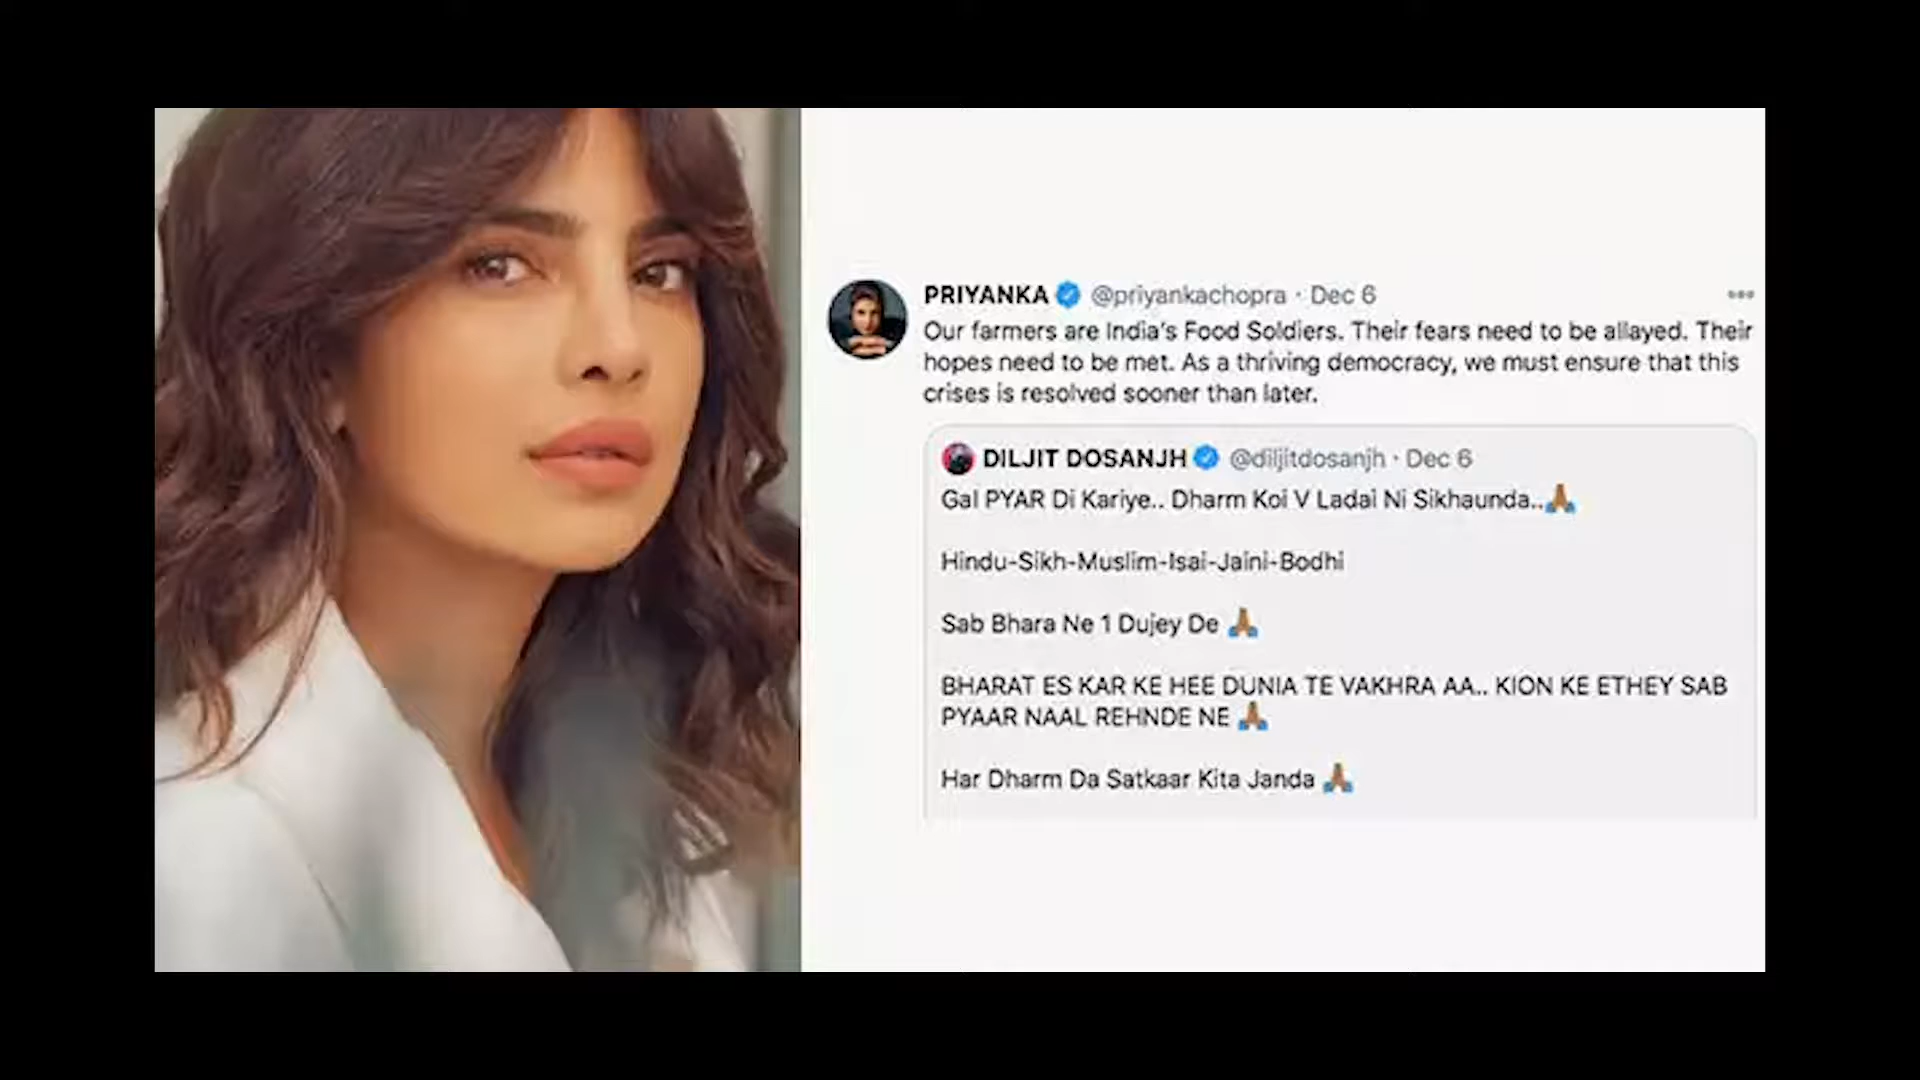 PRIYANKA @priyankachopra · Dec 6
Our farmers are India's Food Soldiers. Their fears need to be allayed. Their
hopes need to be met. As a thriving democracy, we must ensure that this
crises is resolved sooner than later.
DILJIT DOSANJH @diljitdosanjh · Dec 6
Gal PYAR Di Kariye.. Dharm Koi V Ladai Ni Sikhaunda..🙏🏾
Hindu-Sikh-Muslim-Isai-Jaini-Bodhi
Sab Bhara Ne 1 Dujey De 🙏🏾
BHARAT ES KAR KE HEE DUNIA TE VAKHRA AA.. KION KE ETHEY SAB
PYAAR NAAL REHNDE NE 🙏🏾
Har Dharm Da Satkaar Kita Janda 🙏🏾